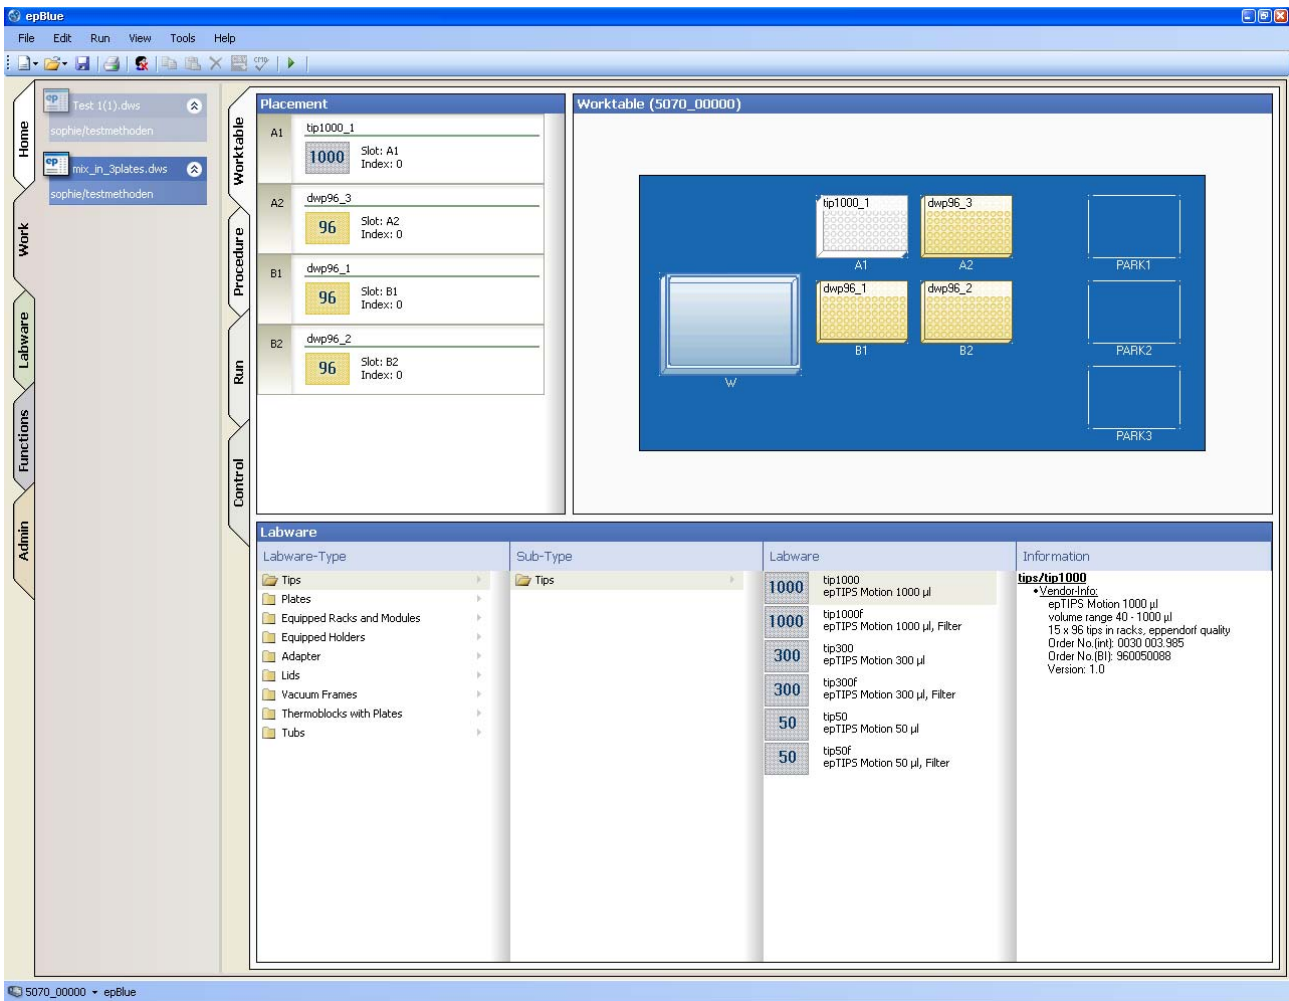 epBlue
File Edit Run View Tools Help
Home
Work
Labware
Functions
Admin
ep
Test 1(1).dws
sophie/testmethoden
ep
mix_in_3plates.dws
sophie/testmethoden
Worktable
Procedure
Run
Control
Placement
A1
tip1000_1
1000
Slot: A1
Index: 0
A2
dwp96_3
96
Slot: A2
Index: 0
B1
dwp96_1
96
Slot: B1
Index: 0
B2
dwp96_2
96
Slot: B2
Index: 0
Worktable (5070_00000)
tip1000_1
dwp96_3
A1
A2
PARK1
dwp96_1
dwp96_2
B1
B2
PARK2
W
PARK3
Labware
Labware-Type
Tips
Plates
Equipped Racks and Modules
Equipped Holders
Adapter
Lids
Vacuum Frames
Thermoblocks with Plates
Tubs
Sub-Type
Tips
Labware
1000
tip1000
epTIPS Motion 1000 µl
1000
tip1000f
epTIPS Motion 1000 µl, Filter
300
tip300
epTIPS Motion 300 µl
300
tip300f
epTIPS Motion 300 µl, Filter
50
tip50
epTIPS Motion 50 µl
50
tip50f
epTIPS Motion 50 µl, Filter
Information
tips/tip1000
•Vendor-Info:
epTIPS Motion 1000 µl
volume range 40 - 1000 µl
15 x 96 tips in racks, eppendorf quality
Order No.(int): 0030 003.985
Order No.(BI): 960050088
Version: 1.0
5070_00000 epBlue